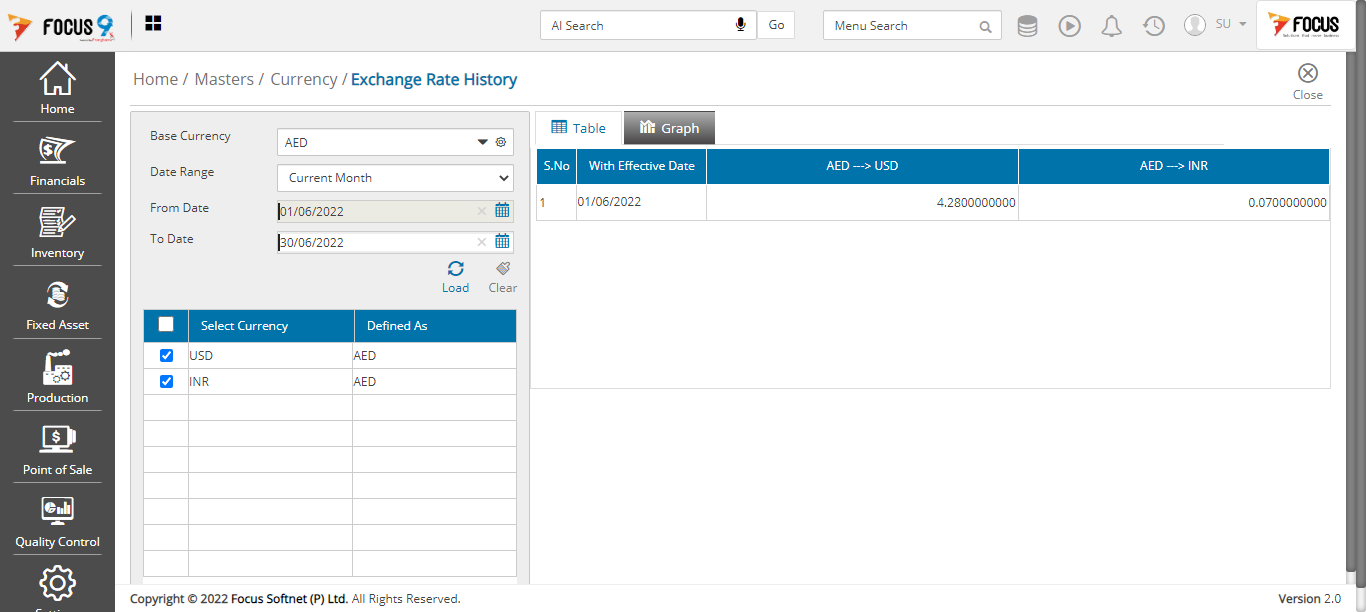 FOCUS 9
AI Search
Go
Menu Search
SU
FOCUS
Home
Financials
Inventory
Fixed Asset
Production
Point of Sale
Quality Control
Home / Masters / Currency / Exchange Rate History
Close
Base Currency
AED
Date Range
Current Month
From Date
01/06/2022
To Date
30/06/2022
Load
Clear
Select Currency
Defined As
USD
AED
INR
AED
Table
Graph
S.No
With Effective Date
AED ---> USD
AED ---> INR
1
01/06/2022
4.2800000000
0.0700000000
Copyright © 2022 Focus Softnet (P) Ltd. All Rights Reserved.
Version 2.0